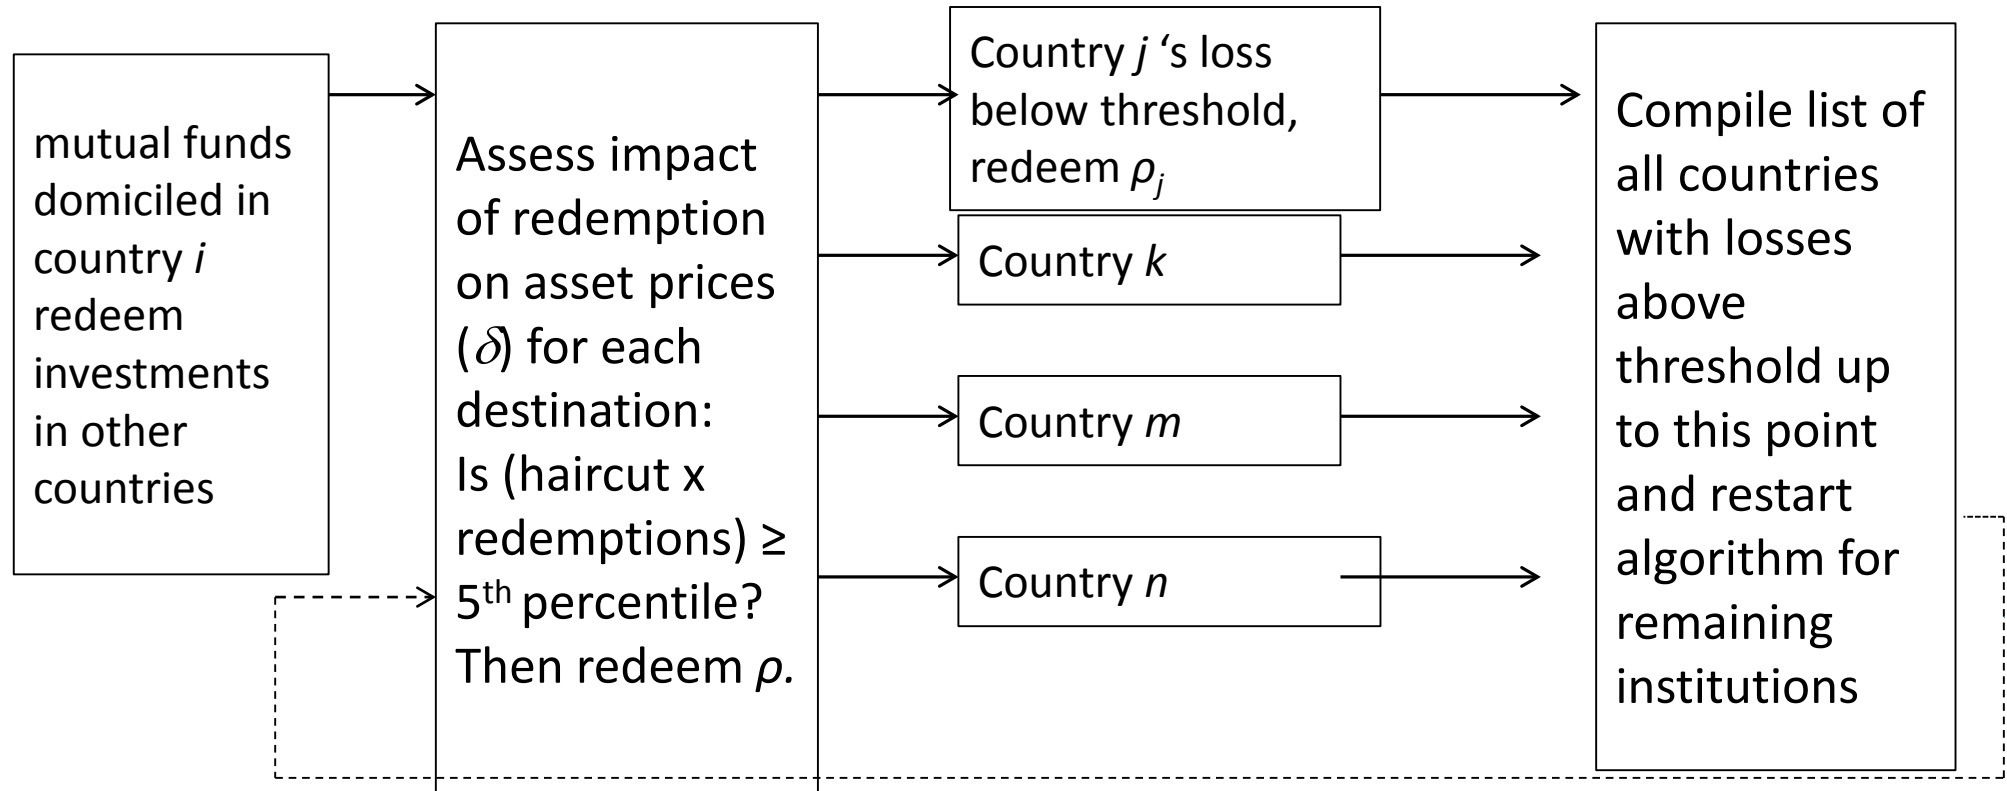 mutual funds
domiciled in
country i
redeem
investments
in other
countries
Assess impact
of redemption
on asset prices
(δ) for each
destination:
Is (haircut x
redemptions) ≥
5th percentile?
Then redeem ρ.
Country j ‘s loss
below threshold,
redeem ρj
Country k
Country m
Country n
Compile list of
all countries
with losses
above
threshold up
to this point
and restart
algorithm for
remaining
institutions